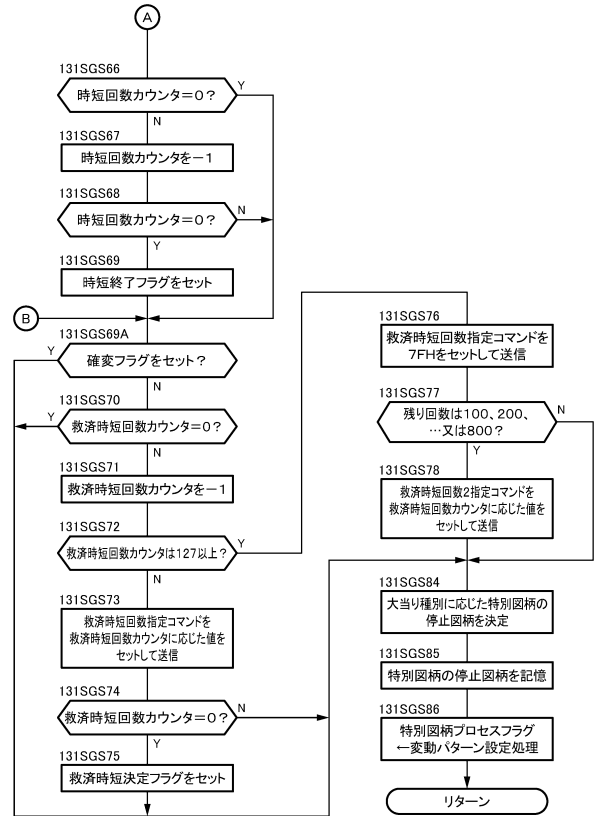 A
131SGS66
時短回数カウンタ=0?
Y
N
131SGS67
時短回数カウンタを−1
131SGS68
時短回数カウンタ=0?
N
Y
131SGS69
時短終了フラグをセット
B
131SGS69A
Y
確変フラグをセット?
N
131SGS70
Y
救済時短回数カウンタ=0?
N
131SGS71
救済時短回数カウンタを−1
131SGS72
救済時短回数カウンタは127以上?
Y
N
131SGS73
救済時短回数指定コマンドを
救済時短回数カウンタに応じた値を
セットして送信
131SGS74
救済時短回数カウンタ=0?
N
Y
131SGS75
救済時短決定フラグをセット
131SGS76
救済時短回数指定コマンドを
7FHをセットして送信
131SGS77
残り回数は100、200、
…又は800?
N
Y
131SGS78
救済時短回数2指定コマンドを
救済時短回数カウンタに応じた値を
セットして送信
131SGS84
大当り種別に応じた特別図柄の
停止図柄を決定
131SGS85
特別図柄の停止図柄を記憶
131SGS86
特別図柄プロセスフラグ
←変動パターン設定処理
リターン